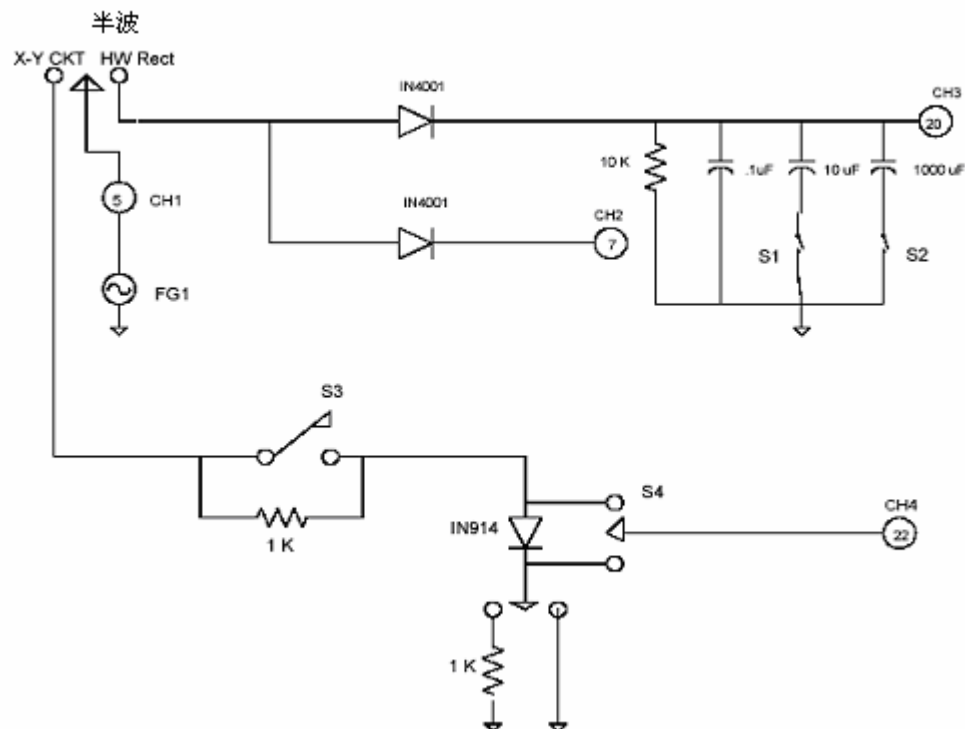 半波
X-Y CKT HW Rect
IN4001
CH3
20
10 K
.1uF
10 uF
1000 uF
5
CH1
IN4001
CH2
7
S1
S2
FG1
S3
1 K
S4
IN914
CH4
22
1 K